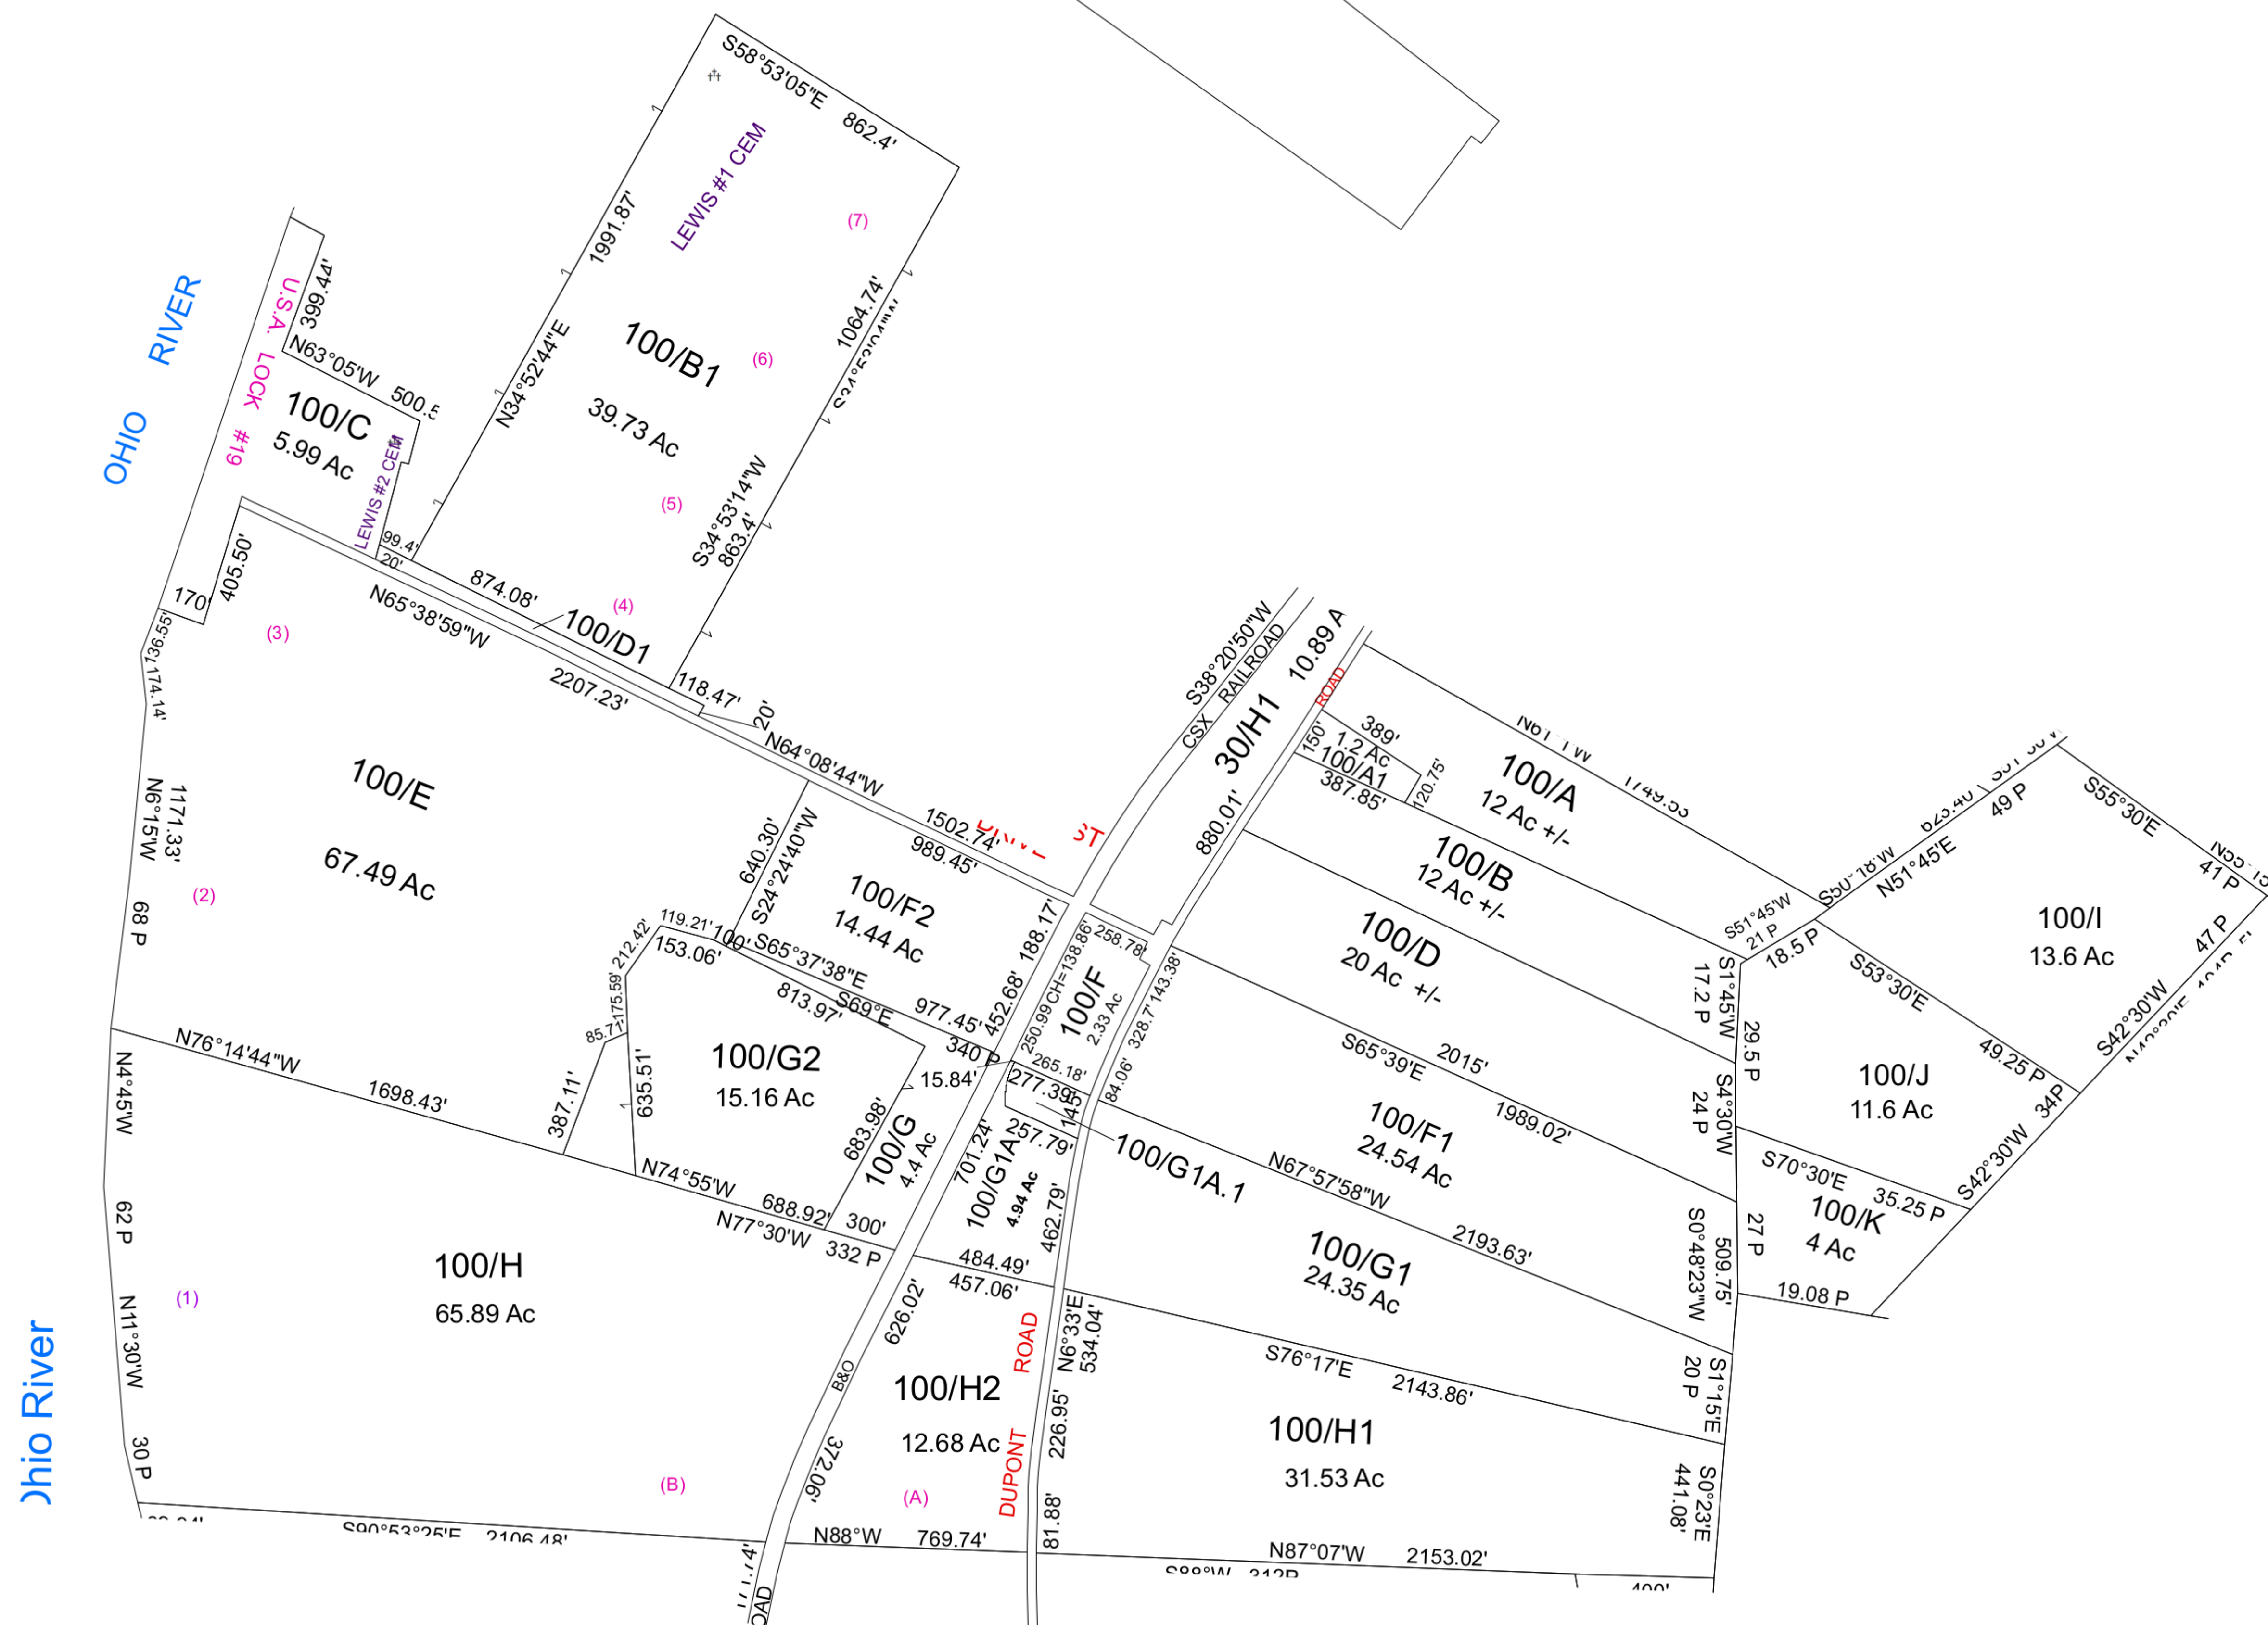 S58°53'05"E 862.4'
LEWIS #1 CEM
(7)
1991.87'
1064.74'
N34°52'44"E
100/B1
39.73 Ac
(6)
(5)
S34°53'14"W
863.4'
(4)
874.08'
100/D1
118.47'
20'
OHIO RIVER
U.S.A. LOCK #19
399.44'
N63°05'W
100/C
5.99 Ac
LEWIS #2 CEM
99.4'
20'
405.50'
170'
136.55'
174.14'
(3)
N65°38'59"W 2207.23'
N64°08'44"W 1502.74'
989.45'
100/E
67.49 Ac
1171.33'
N6°15'W
68 P
(2)
640.30'
S24°24'40"W
100/F2
14.44 Ac
188.17'
452.68'
119.21'
100'
212.42'
153.06'
175.59'
85.71'
S65°37'38"E 977.45'
813.97'
S69°E 340 P
15.84'
100/G2
15.16 Ac
635.51'
387.11'
683.98'
100/G
4.4 Ac
N76°14'44"W 1698.43'
N74°55'W 688.92'
300'
N77°30'W 332 P
N4°45'W
62 P
N11°30'W
30 P
(1)
100/H
65.89 Ac
(B)
Ohio River
S90°53'25"E 2106.48'
S38°20'50"W
CSX RAILROAD
30/H1 10.89 A
ROAD
880.01'
258.78'
250.99 CH=138.86'
100/F
2.33 Ac
143.38'
328.7'
84.06'
265.18'
277.39'
145'
257.79'
100/G1A.1
701.24'
100/G1A
4.94 Ac
462.79'
484.49'
457.06'
626.02'
B&O
372.06'
100/H2
12.68 Ac
(A)
DUPONT ROAD
N6°33'E
534.04'
226.95'
81.88'
N88°W 769.74'
389'
150'
1.2 Ac
100/A1
120.75'
387.85'
1749.53
100/A
12 Ac +/-
100/B
12 Ac +/-
100/D
20 Ac +/-
2015'
S65°39'E 1989.02'
100/F1
24.54 Ac
N67°57'58"W 2193.63'
100/G1
24.35 Ac
S76°17'E 2143.86'
100/H1
31.53 Ac
N87°07'W 2153.02'
S88°W 312P
400'
S51°45'W
21 P
18.5 P
S50°18'W
N51°45'E 49 P
S55°30'E 41 P
100/I
13.6 Ac
47 P
S42°30'W
S53°30'E 49.25 P
100/J
11.6 Ac
34P
S42°30'W
S70°30'E 35.25 P
100/K
4 Ac
19.08 P
S1°45'W
17.2 P
29.5 P
S4°30'W
24 P
27 P
509.75'
S0°48'23"W
S1°15'E
20 P
S0°23'E
441.08'